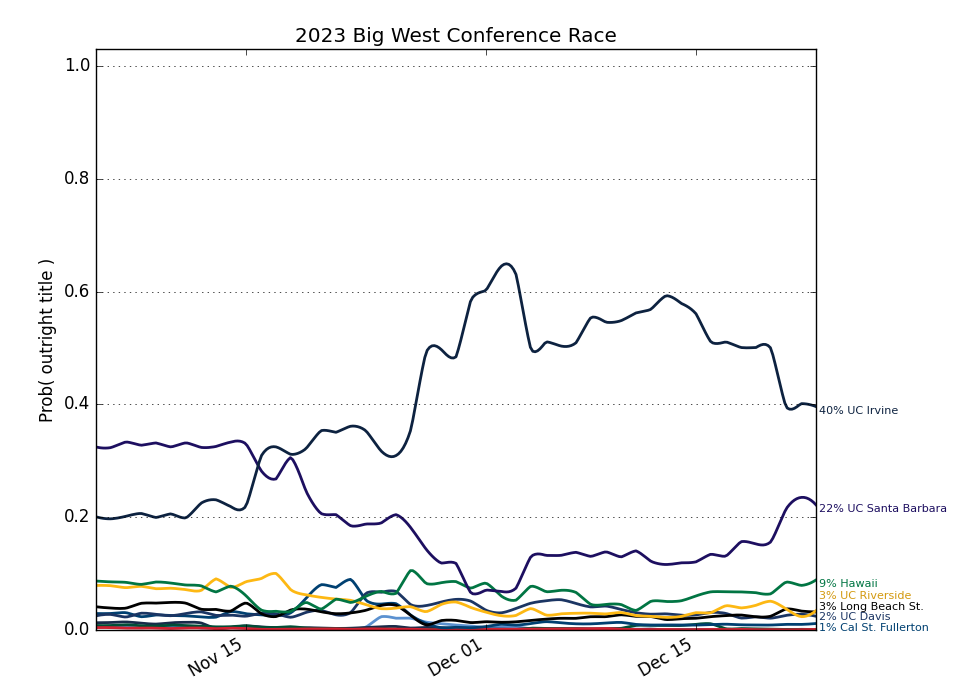 2023 Big West Conference Race
Prob( outright title )
1.0
0.8
0.6
0.4
0.2
0.0
Nov 15
Dec 01
Dec 15
40% UC Irvine
22% UC Santa Barbara
9% Hawaii
3% UC Riverside
3% Long Beach St.
2% UC Davis
1% Cal St. Fullerton